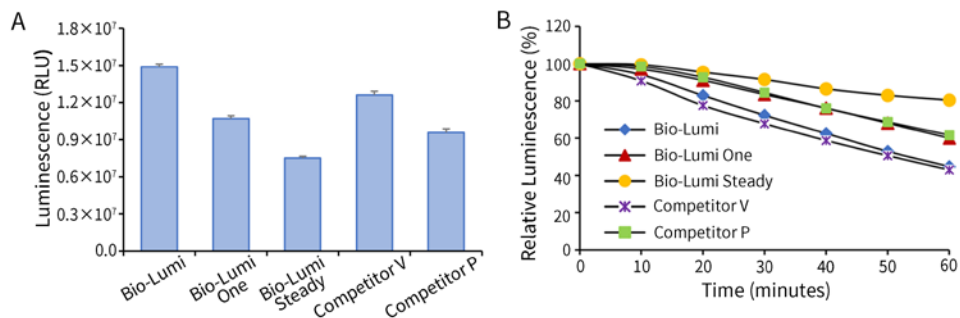 A
Luminescence (RLU)
1.8×10⁷
1.5×10⁷
1.2×10⁷
0.9×10⁷
0.6×10⁷
0.3×10⁷
0.0
Bio-Lumi
Bio-Lumi
One
Bio-Lumi
Steady
Competitor V
Competitor P
B
Relative Luminescence (%)
120
100
80
60
40
20
0
Bio-Lumi
Bio-Lumi One
Bio-Lumi Steady
Competitor V
Competitor P
0 10 20 30 40 50 60
Time (minutes)